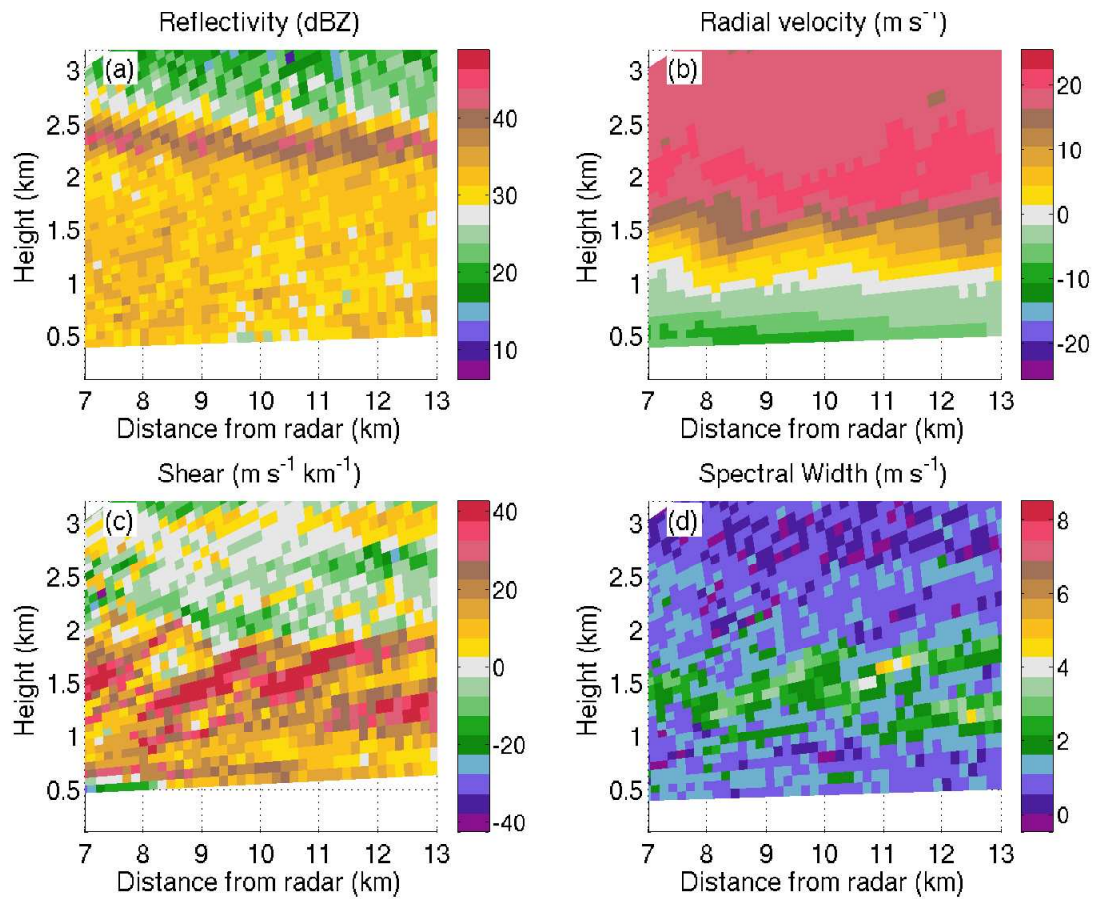 Reflectivity (dBZ)
(a)
Height (km)
3
2.5
2
1.5
1
0.5
7 8 9 10 11 12 13
Distance from radar (km)
40
30
20
10
Radial velocity (m s⁻¹)
(b)
Height (km)
3
2.5
2
1.5
1
0.5
7 8 9 10 11 12 13
Distance from radar (km)
20
10
0
-10
-20
Shear (m s⁻¹ km⁻¹)
(c)
Height (km)
3
2.5
2
1.5
1
0.5
7 8 9 10 11 12 13
Distance from radar (km)
40
20
0
-20
-40
Spectral Width (m s⁻¹)
(d)
Height (km)
3
2.5
2
1.5
1
0.5
7 8 9 10 11 12 13
Distance from radar (km)
8
6
4
2
0